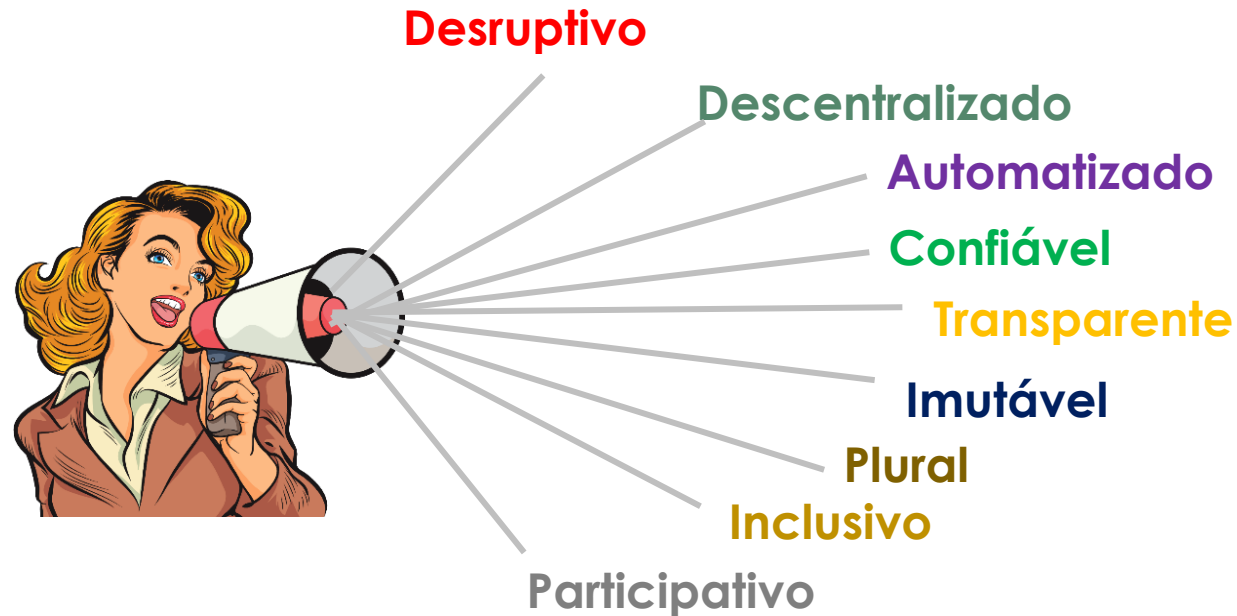 Desruptivo
Descentralizado
Automatizado
Confiável
Transparente
Imutável
Plural
Inclusivo
Participativo